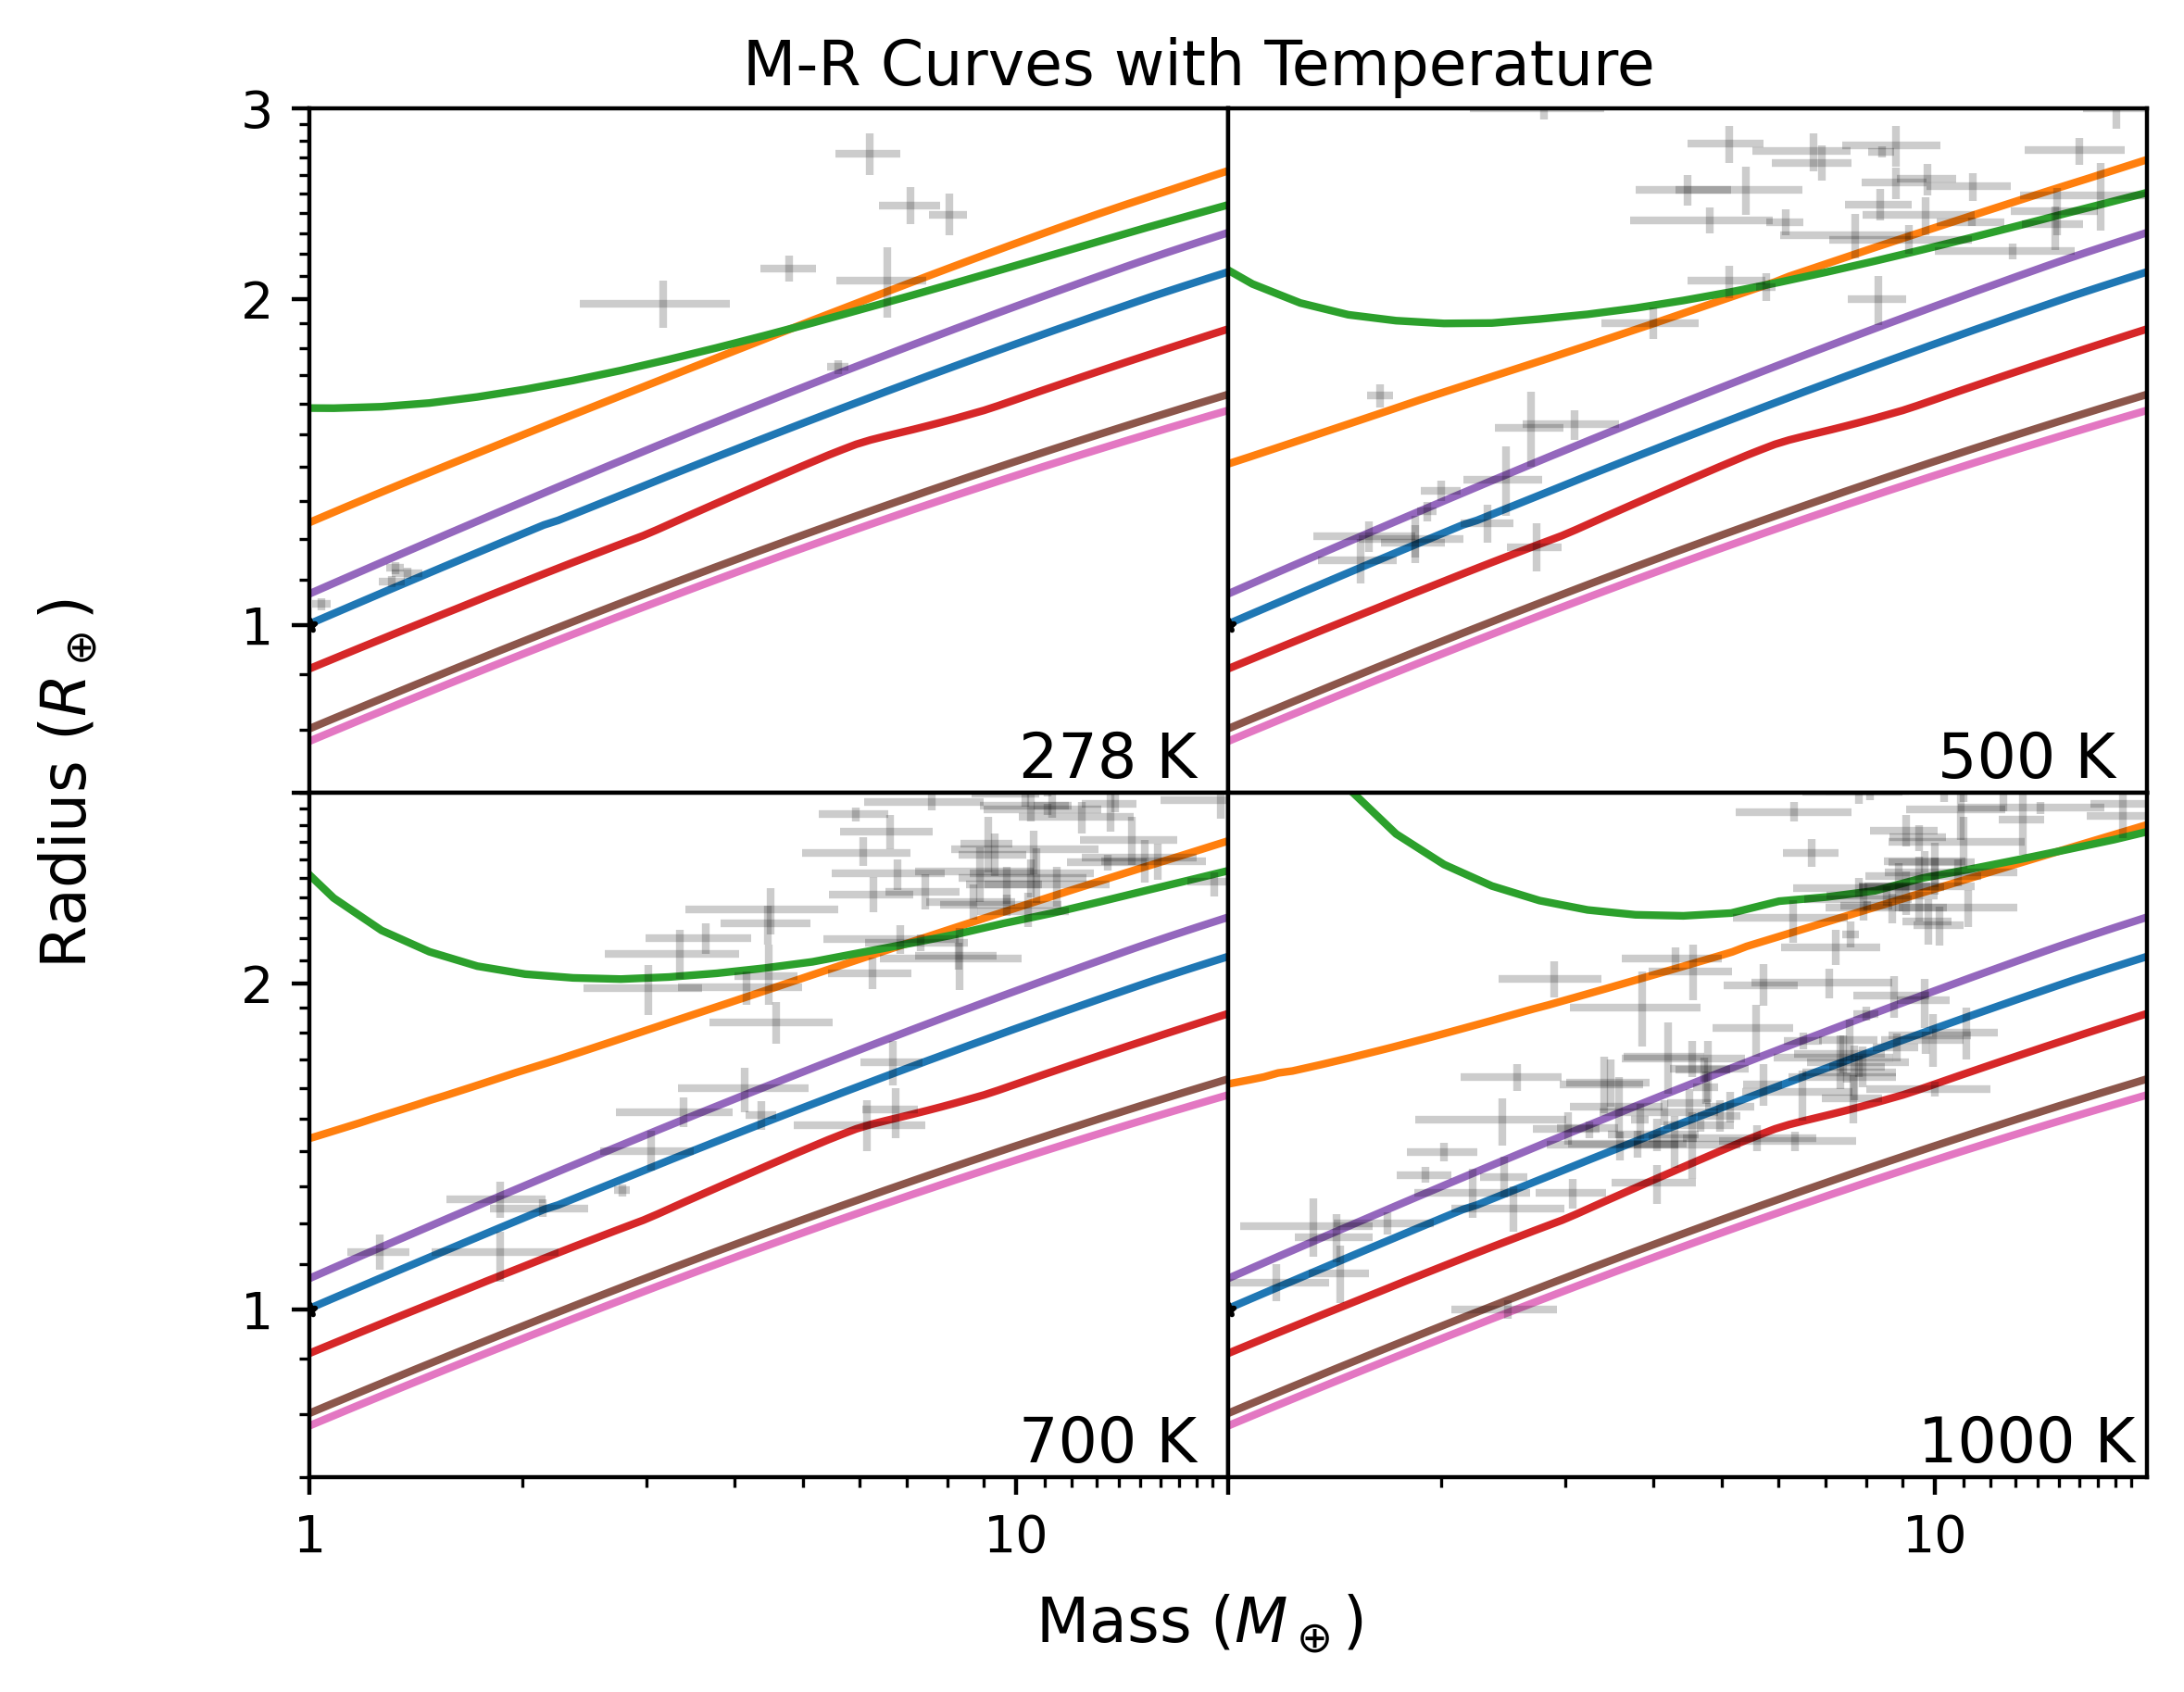 M-R Curves with Temperature
3
2
1
278 K
500 K
2
1
700 K
1000 K
1
10
10
Radius (R⊕)
Mass (M⊕)